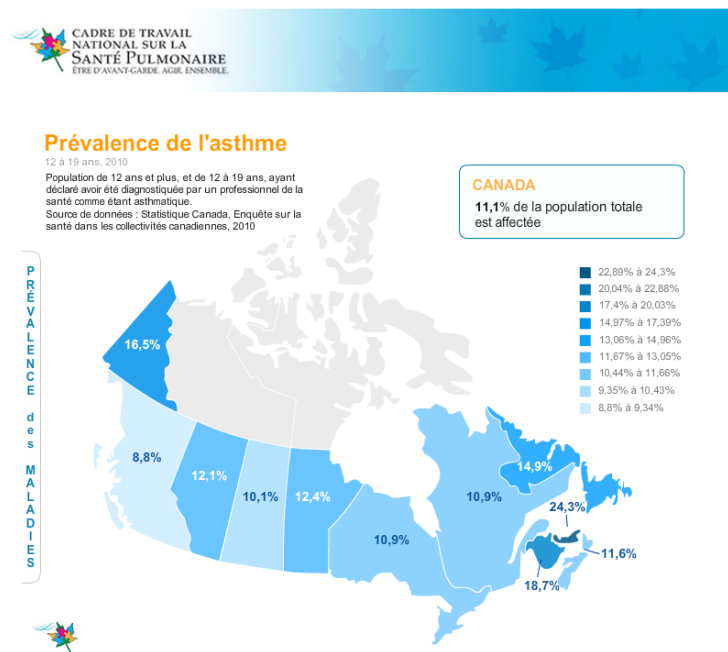 CADRE DE TRAVAIL
NATIONAL SUR LA
SANTÉ PULMONAIRE
ÊTRE D'AVANT-GARDE. AGIR. ENSEMBLE.
Prévalence de l'asthme
12 à 19 ans, 2010
Population de 12 ans et plus, et de 12 à 19 ans, ayant
déclaré avoir été diagnostiquée par un professionnel de la
santé comme étant asthmatique.
Source de données : Statistique Canada, Enquête sur la
santé dans les collectivités canadiennes, 2010
CANADA
11,1% de la population totale
est affectée
PRÉVALENCE des MALADIES
22,89% à 24,3%
20,04% à 22,88%
17,4% à 20,03%
14,97% à 17,39%
13,06% à 14,96%
11,67% à 13,05%
10,44% à 11,66%
9,35% à 10,43%
8,8% à 9,34%
16,5%
8,8%
12,1%
10,1%
12,4%
10,9%
10,9%
14,9%
24,3%
11,6%
18,7%